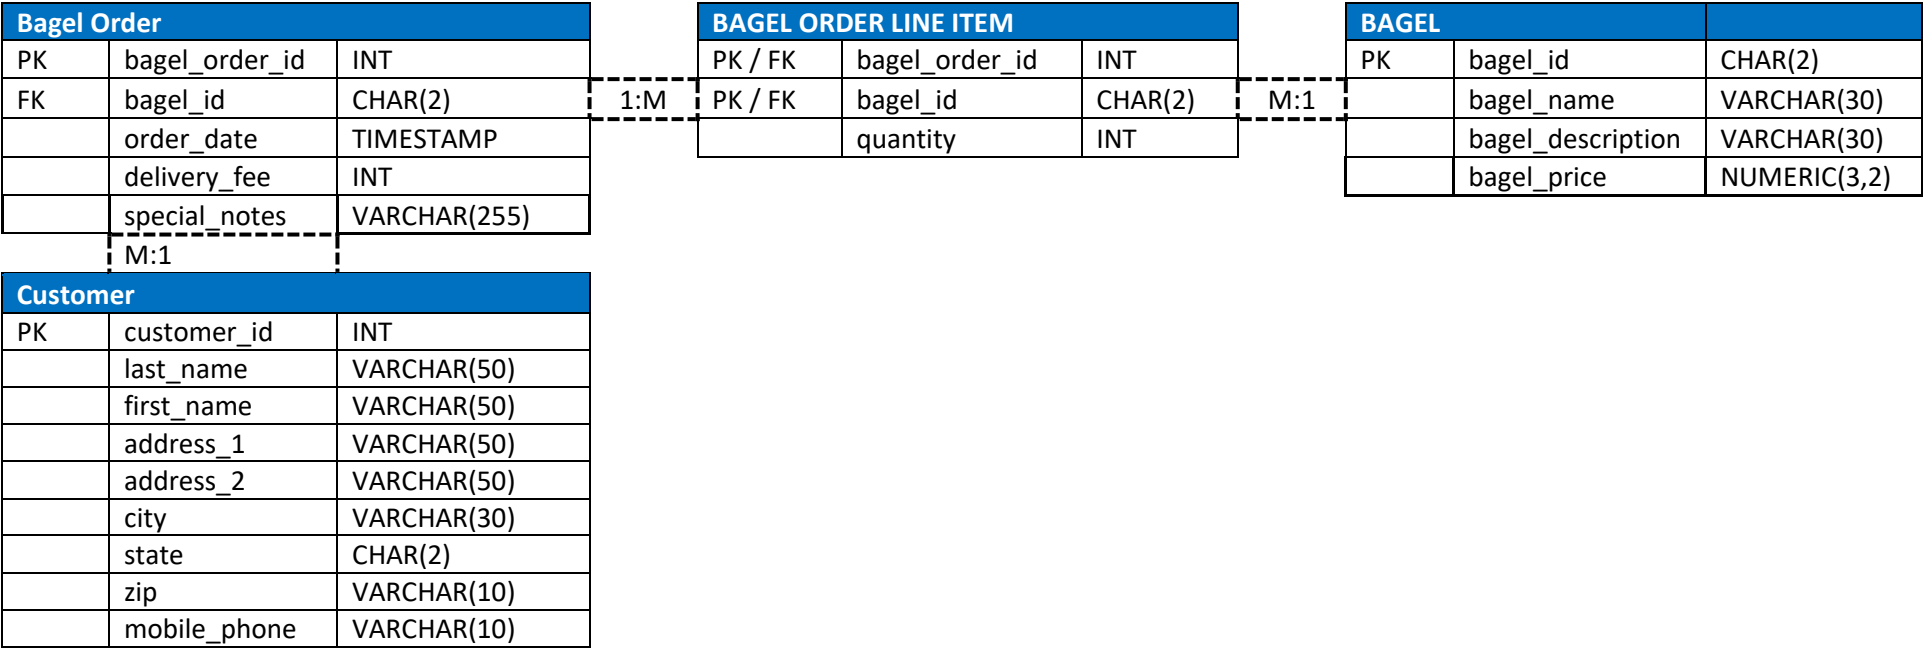 Bagel Order
PK bagel_order_id INT
FK bagel_id CHAR(2)
order_date TIMESTAMP
delivery_fee INT
special_notes VARCHAR(255)
1:M
BAGEL ORDER LINE ITEM
PK / FK bagel_order_id INT
PK / FK bagel_id CHAR(2)
quantity INT
M:1
BAGEL
PK bagel_id CHAR(2)
bagel_name VARCHAR(30)
bagel_description VARCHAR(30)
bagel_price NUMERIC(3,2)
M:1
Customer
PK customer_id INT
last_name VARCHAR(50)
first_name VARCHAR(50)
address_1 VARCHAR(50)
address_2 VARCHAR(50)
city VARCHAR(30)
state CHAR(2)
zip VARCHAR(10)
mobile_phone VARCHAR(10)